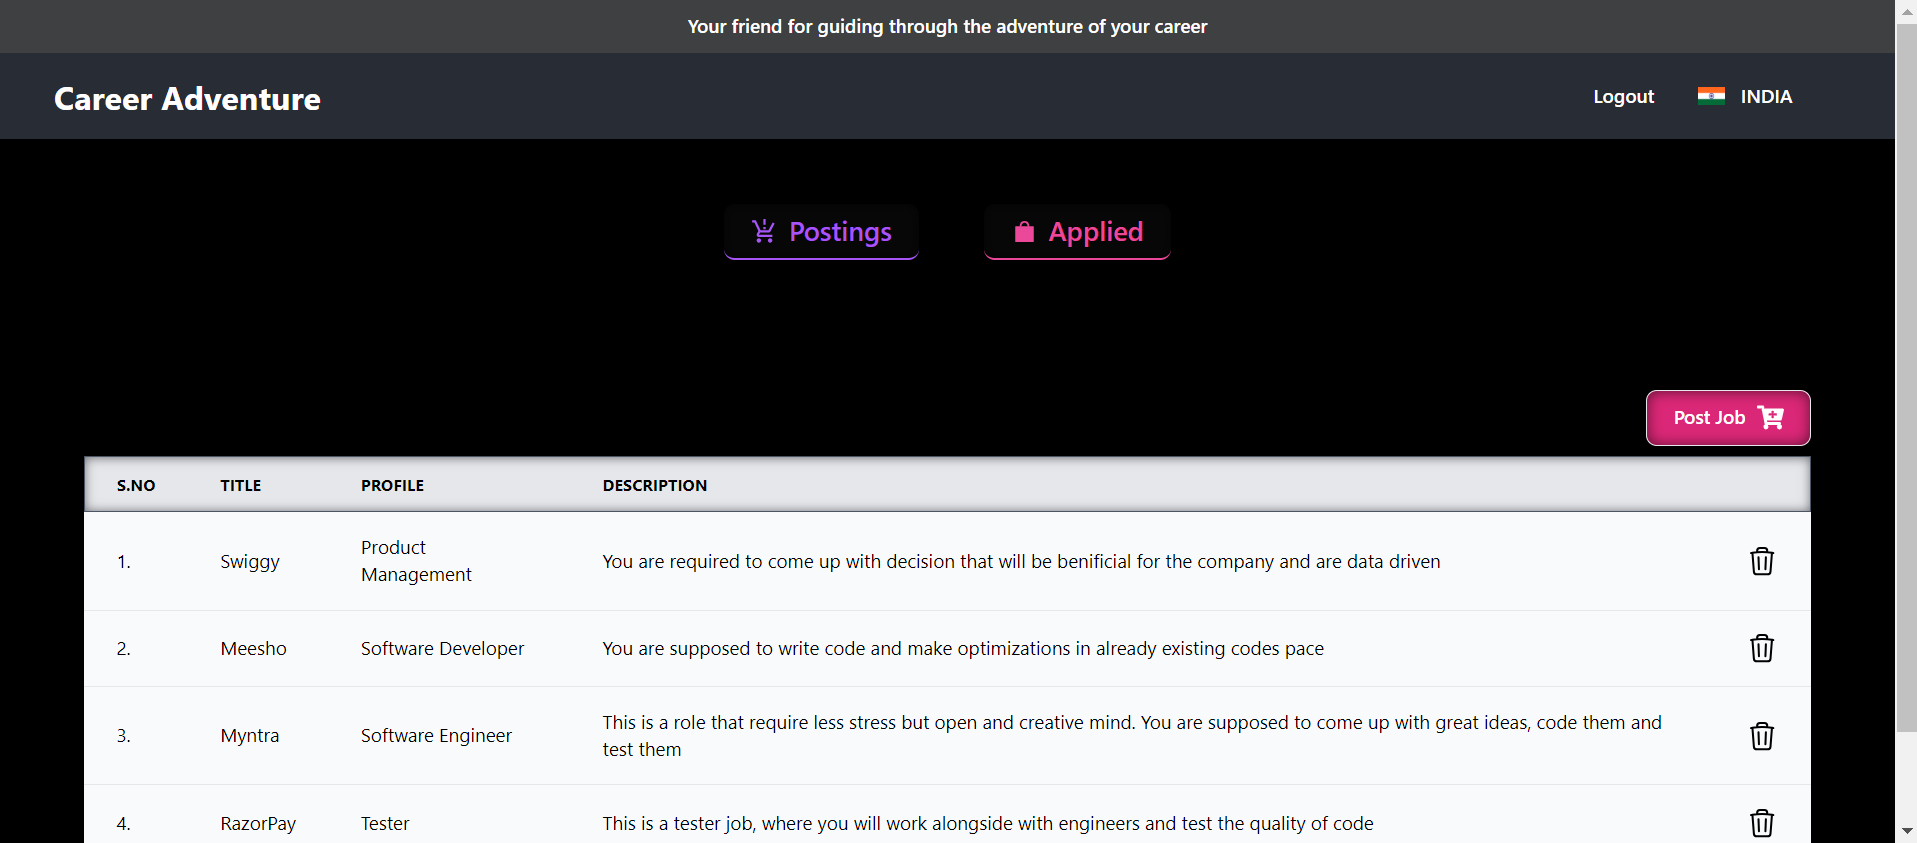 Your friend for guiding through the adventure of your career
Career Adventure
Logout
INDIA
Postings
Applied
Post Job
S.NO TITLE PROFILE DESCRIPTION
1. Swiggy Product Management You are required to come up with decision that will be benificial for the company and are data driven
2. Meesho Software Developer You are supposed to write code and make optimizations in already existing codes pace
3. Myntra Software Engineer This is a role that require less stress but open and creative mind. You are supposed to come up with great ideas, code them and
test them
4. RazorPay Tester This is a tester job, where you will work alongside with engineers and test the quality of code